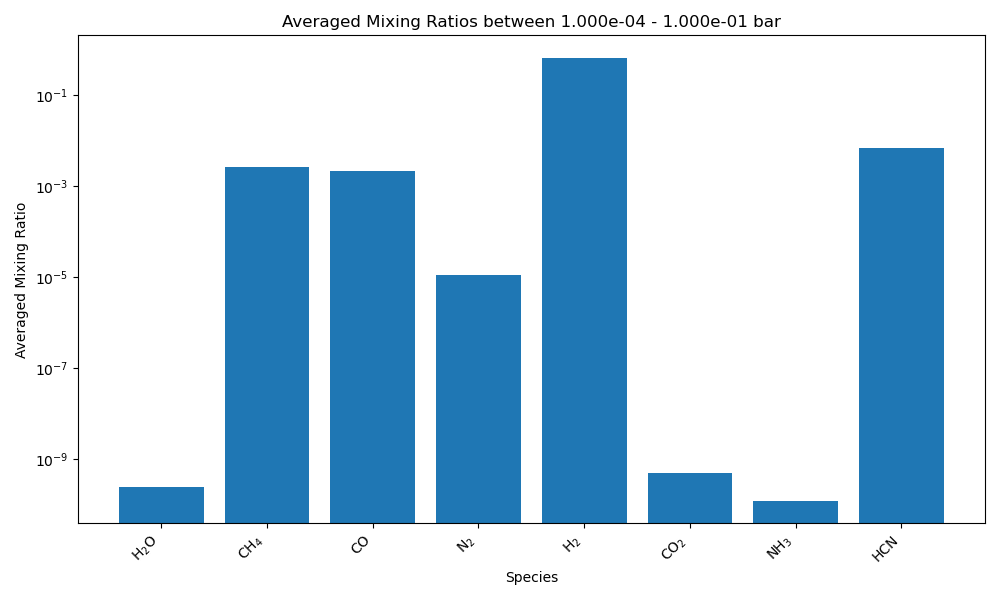 Averaged Mixing Ratios between 1.000e-04 - 1.000e-01 bar
Averaged Mixing Ratio
10⁻¹
10⁻³
10⁻⁵
10⁻⁷
10⁻⁹
H₂O
CH₄
CO
N₂
H₂
CO₂
NH₃
HCN
Species